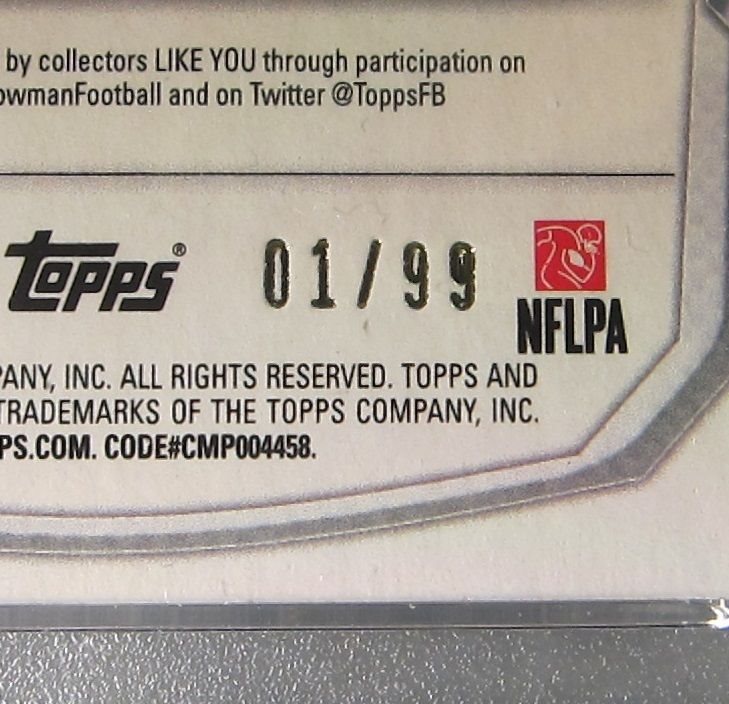 by collectors LIKE YOU through participation on
owmanFootball and on Twitter @ToppsFB
TOPPS® 01/99 NFLPA
PANY, INC. ALL RIGHTS RESERVED. TOPPS AND
TRADEMARKS OF THE TOPPS COMPANY, INC.
PS.COM. CODE#CMP004458.